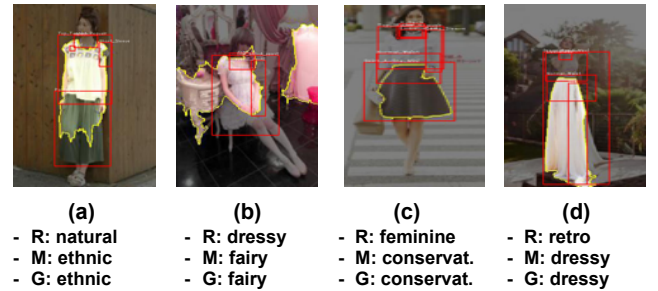 (a)
- R: natural
- M: ethnic
- G: ethnic
(b)
- R: dressy
- M: fairy
- G: fairy
(c)
- R: feminine
- M: conservat.
- G: conservat.
(d)
- R: retro
- M: dressy
- G: dressy